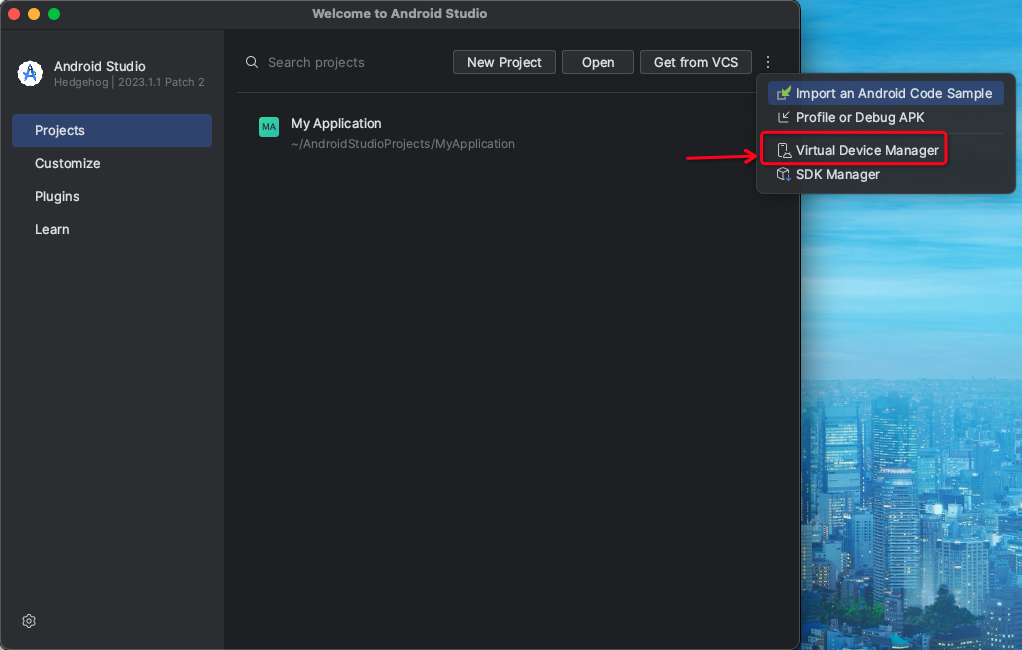 Welcome to Android Studio
Android Studio
Hedgehog | 2023.1.1 Patch 2
Search projects
New Project
Open
Get from VCS
Import an Android Code Sample
Profile or Debug APK
Virtual Device Manager
SDK Manager
Projects
Customize
Plugins
Learn
MA
My Application
~/AndroidStudioProjects/MyApplication